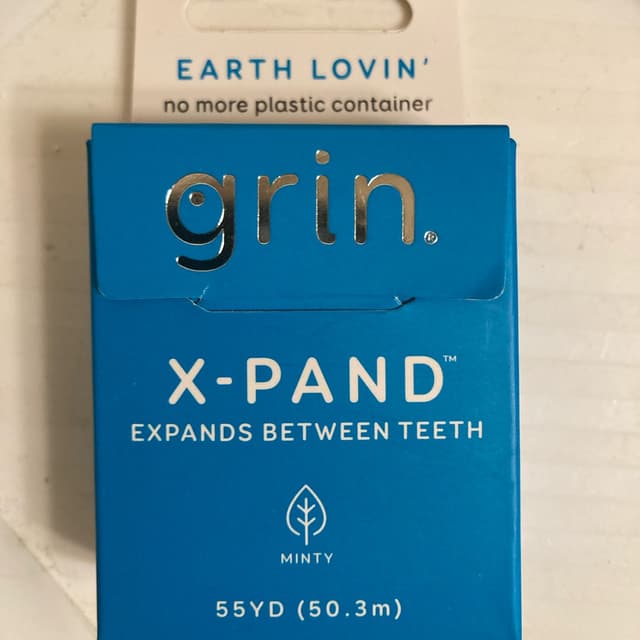 EARTH LOVIN'
no more plastic container
grin®
X-PAND™
EXPANDS BETWEEN TEETH
MINTY
55YD (50.3m)